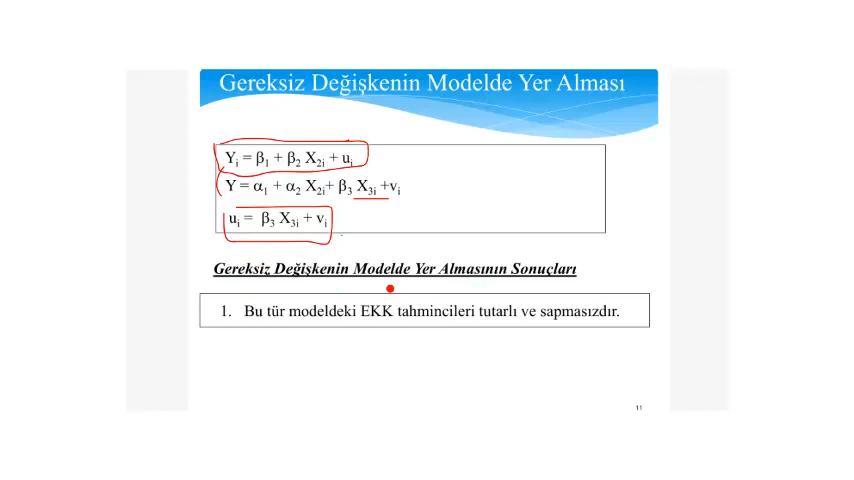 Gereksiz Değişkenin Modelde Yer Alması
Yi = β1 + β2 X2i + ui
Y = α1 + α2 X2i+ β3 X3i +vi
ui = β3 X3i + vi
Gereksiz Değişkenin Modelde Yer Almasının Sonuçları
1. Bu tür modeldeki EKK tahmincileri tutarlı ve sapmasızdır.
11